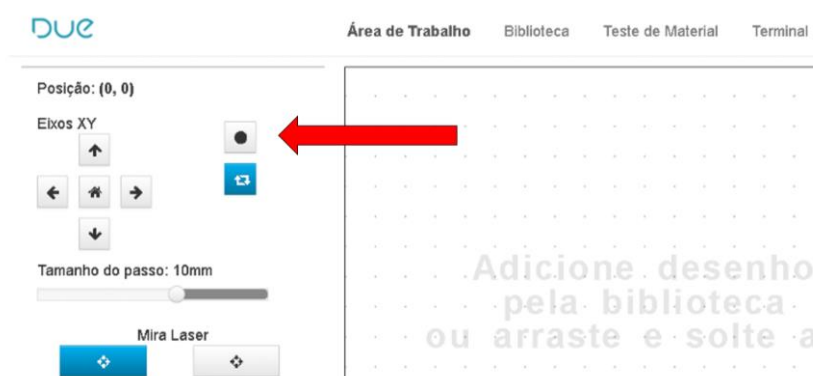 Due
Área de Trabalho Biblioteca Teste de Material Terminal
Posição: (0, 0)
Eixos XY
Tamanho do passo: 10mm
Mira Laser
Adicione desenho
pela biblioteca
ou arraste e solte a